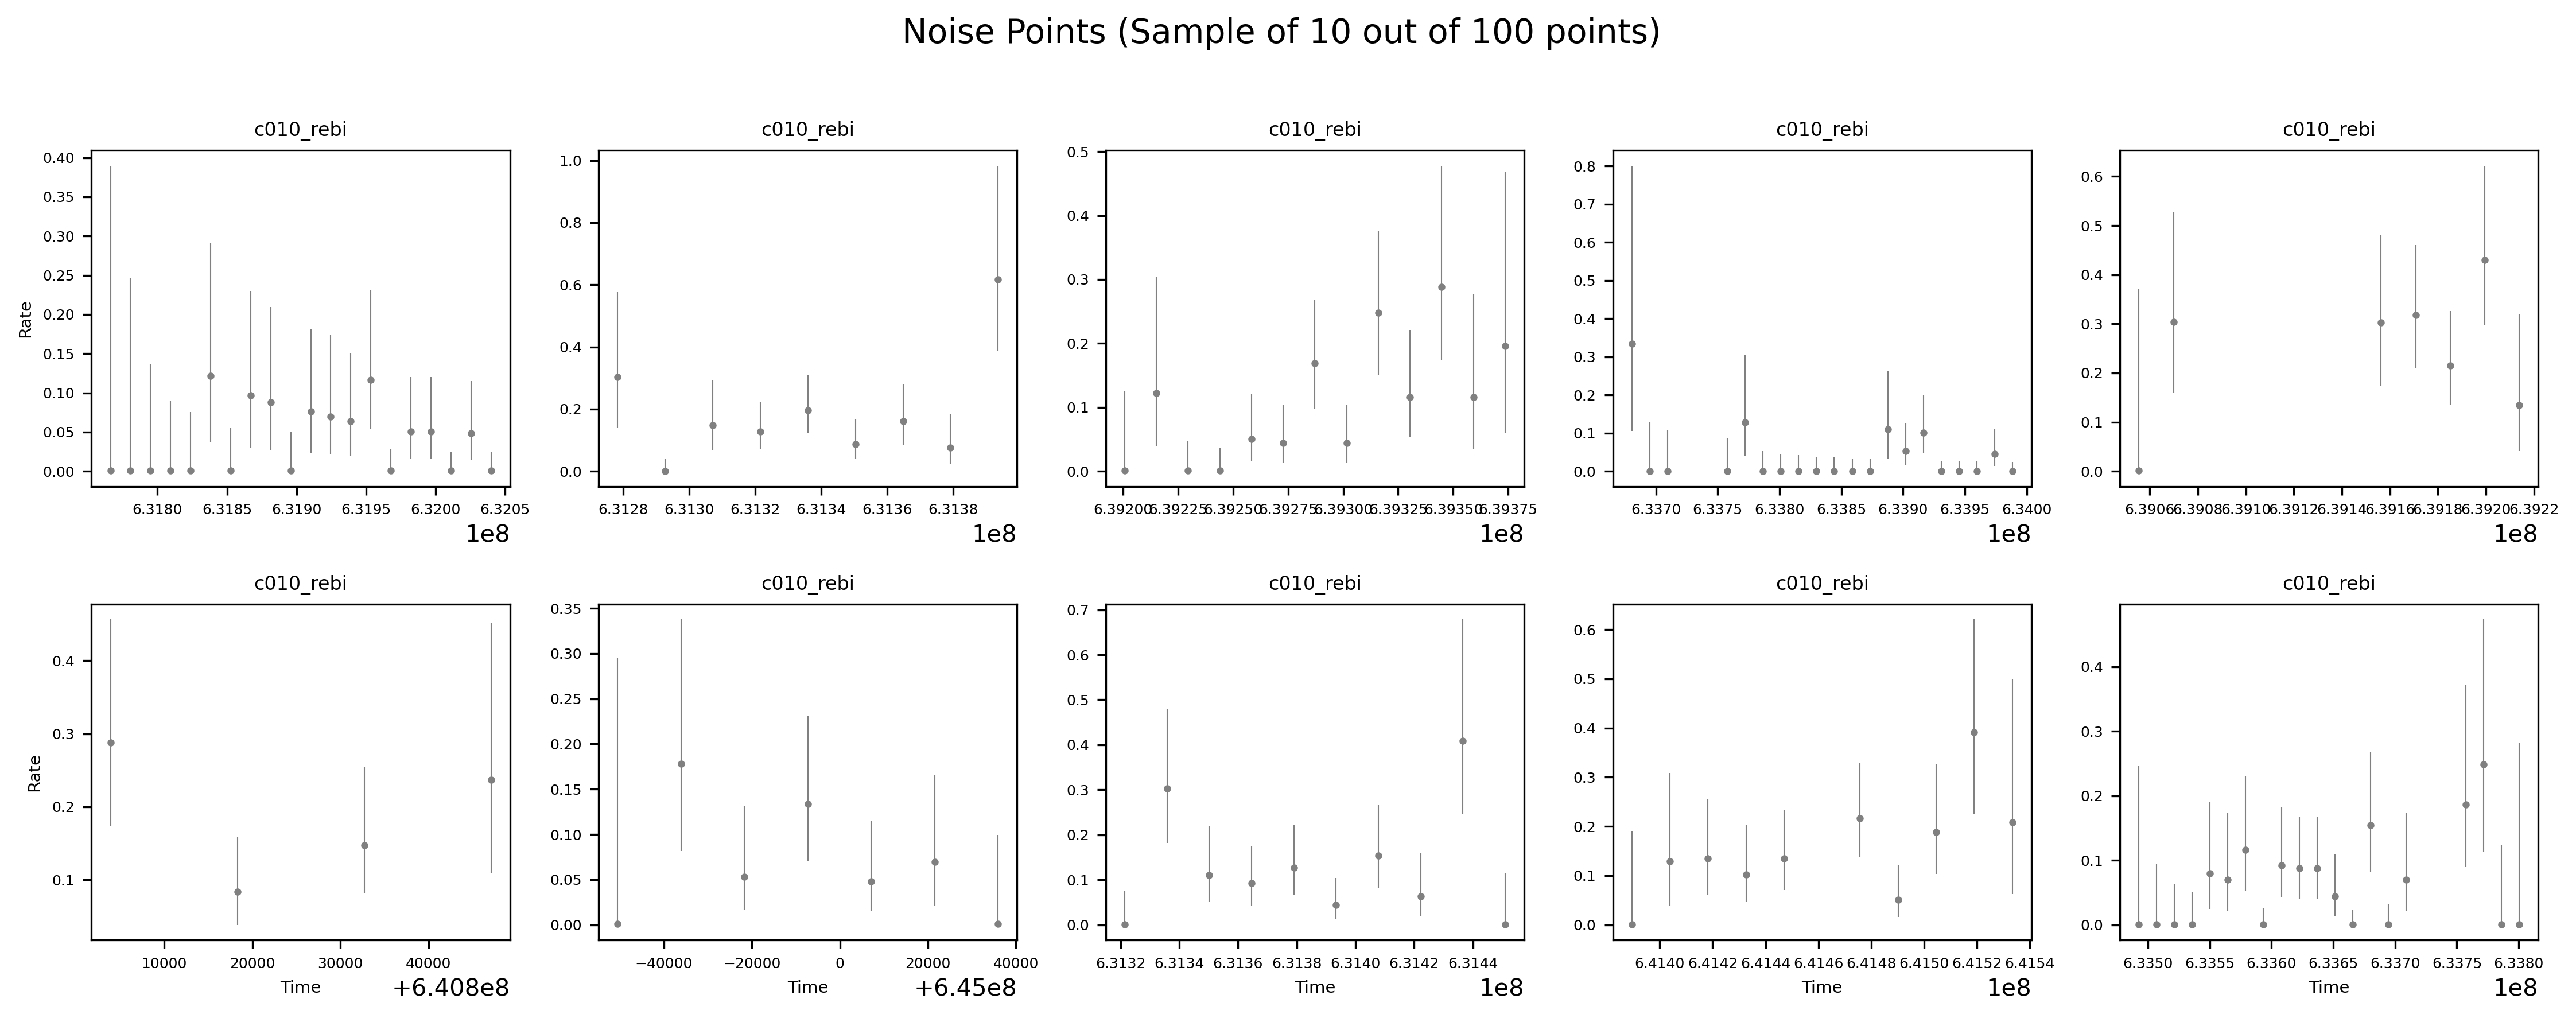 Noise Points (Sample of 10 out of 100 points)
c010_rebi c010_rebi c010_rebi c010_rebi c010_rebi
Rate
0.40 0.35 0.30 0.25 0.20 0.15 0.10 0.05 0.00
6.3180 6.3185 6.3190 6.3195 6.3200 6.3205
1e8
1.0 0.8 0.6 0.4 0.2 0.0
6.3128 6.3130 6.3132 6.3134 6.3136 6.3138
1e8
0.5 0.4 0.3 0.2 0.1 0.0
6.39200 6.39225 6.39250 6.39275 6.39300 6.39325 6.39350 6.39375
1e8
0.8 0.7 0.6 0.5 0.4 0.3 0.2 0.1 0.0
6.3370 6.3375 6.3380 6.3385 6.3390 6.3395 6.3400
1e8
0.6 0.5 0.4 0.3 0.2 0.1 0.0
6.3906 6.3908 6.3910 6.3912 6.3914 6.3916 6.3918 6.3920 6.3922
1e8
c010_rebi c010_rebi c010_rebi c010_rebi c010_rebi
Rate
0.4 0.3 0.2 0.1
10000 20000 30000 40000
Time
+6.408e8
0.35 0.30 0.25 0.20 0.15 0.10 0.05 0.00
−40000 −20000 0 20000 40000
Time
+6.45e8
0.7 0.6 0.5 0.4 0.3 0.2 0.1 0.0
6.3132 6.3134 6.3136 6.3138 6.3140 6.3142 6.3144
Time
1e8
0.6 0.5 0.4 0.3 0.2 0.1 0.0
6.4140 6.4142 6.4144 6.4146 6.4148 6.4150 6.4152 6.4154
Time
1e8
0.4 0.3 0.2 0.1 0.0
6.3350 6.3355 6.3360 6.3365 6.3370 6.3375 6.3380
Time
1e8